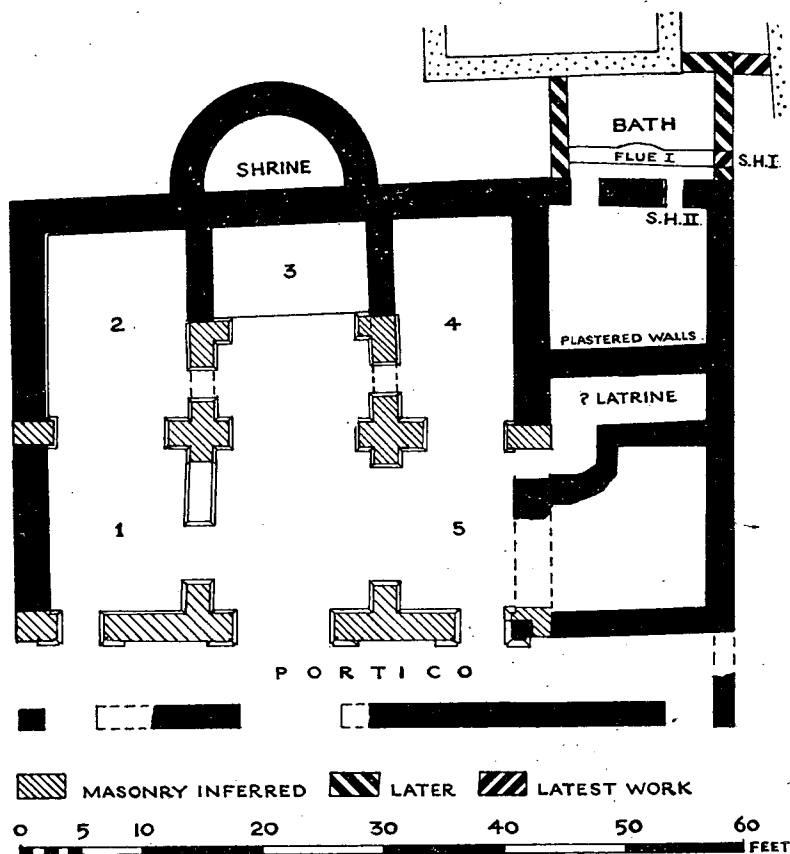 BATH
FLUE I
S.H.I.
SHRINE
S.H.II.
3
2
4
PLASTERED WALLS
? LATRINE
1
5
PORTICO
MASONRY INFERRED
LATER
LATEST WORK
0 5 10 20 30 40 50 60
FEET